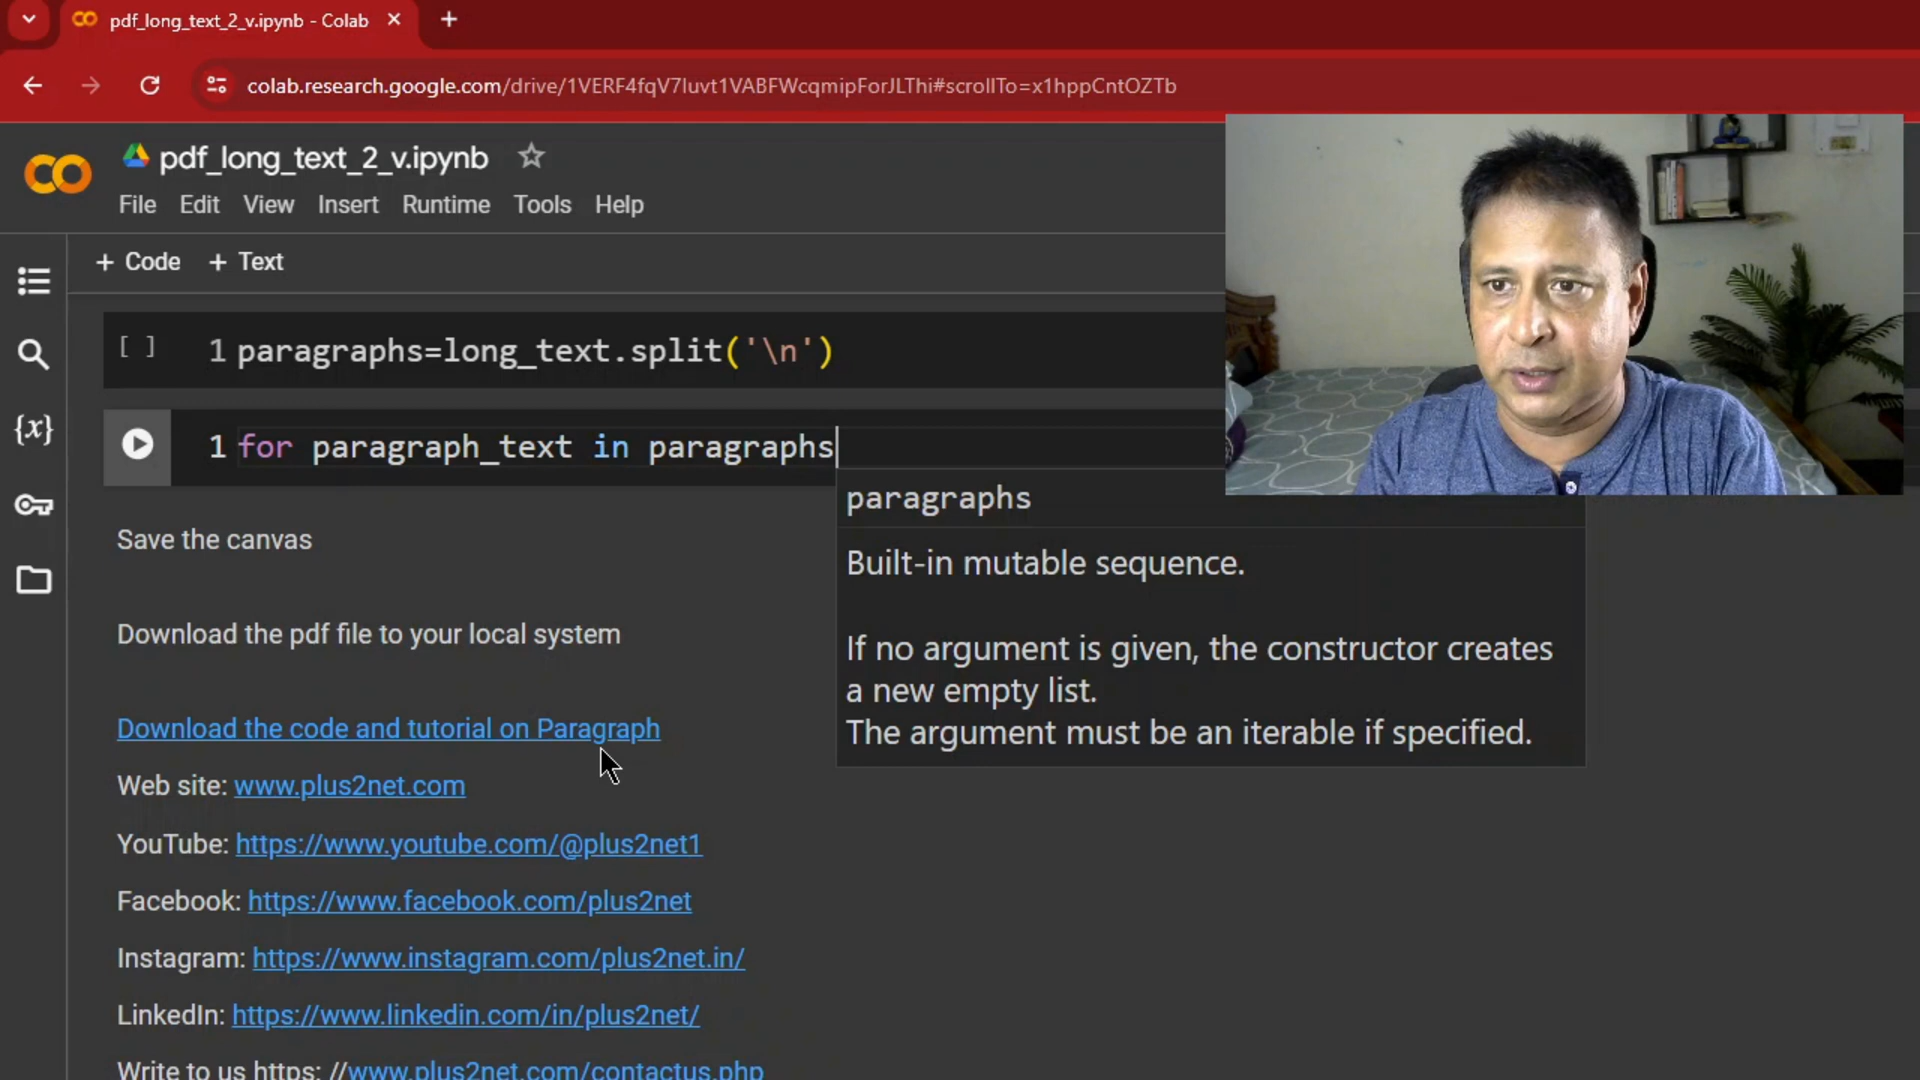 pdf_long_text_2_v.ipynb - Colab
colab.research.google.com/drive/1VERF4fqV7luvt1VABFWcqmipForJLThi#scrollTo=x1hppCntOZTb
pdf_long_text_2_v.ipynb
File Edit View Insert Runtime Tools Help
+ Code + Text
[ ] 1 paragraphs=long_text.split('\n')
1 for paragraph_text in paragraphs
paragraphs
Built-in mutable sequence.
If no argument is given, the constructor creates
a new empty list.
The argument must be an iterable if specified.
Save the canvas
Download the pdf file to your local system
Download the code and tutorial on Paragraph
Web site: www.plus2net.com
YouTube: https://www.youtube.com/@plus2net1
Facebook: https://www.facebook.com/plus2net
Instagram: https://www.instagram.com/plus2net.in/
LinkedIn: https://www.linkedin.com/in/plus2net/
Write to us https: //www.plus2net.com/contactus.php